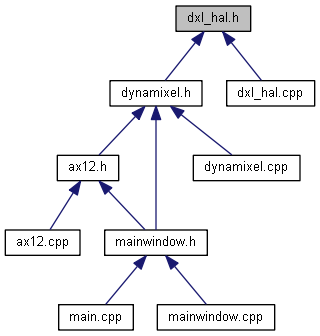 dxl_hal.h
dynamixel.h
dxl_hal.cpp
ax12.h
dynamixel.cpp
ax12.cpp
mainwindow.h
main.cpp
mainwindow.cpp